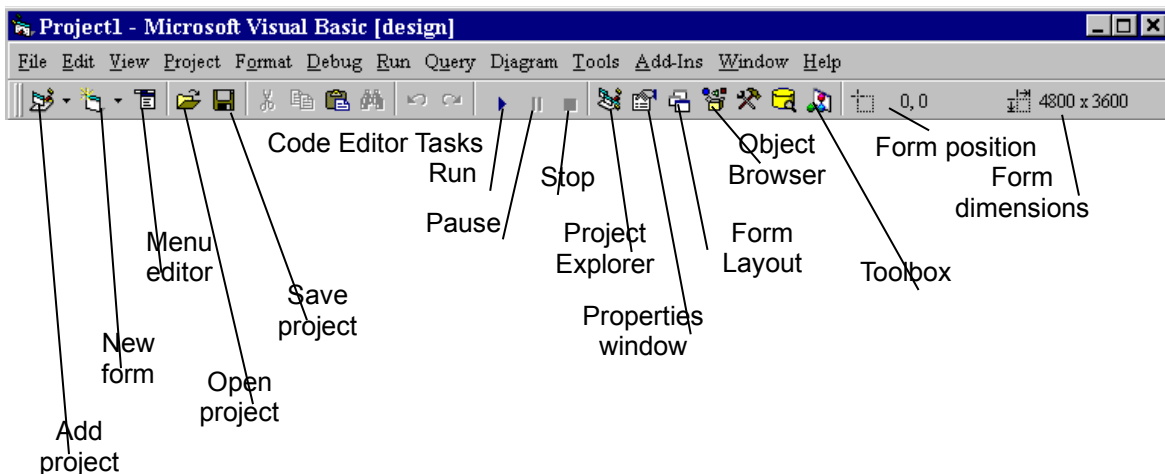 Project1 - Microsoft Visual Basic [design]
File Edit View Project Format Debug Run Query Diagram Tools Add-Ins Window Help
0, 0
4800 x 3600
Code Editor Tasks
Run
Pause
Stop
Object
Browser
Form position
Form
dimensions
Menu
editor
Project
Explorer
Form
Layout
Toolbox
Save
project
Properties
window
New
form
Open
project
Add
project